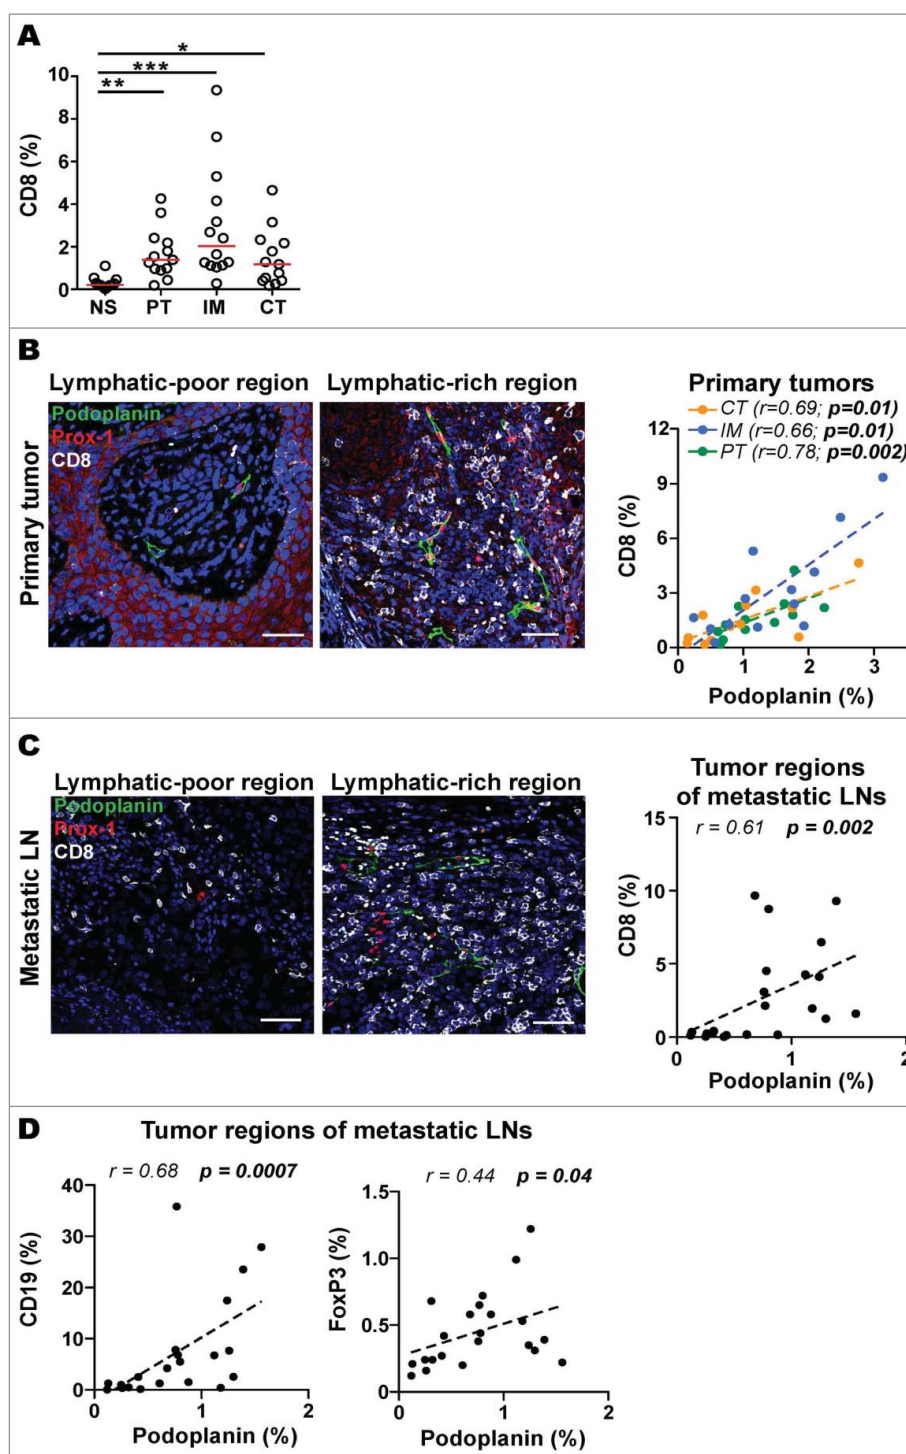 A
*
***
**
10
8
6
4
2
0
CD8 (%)
NS PT IM CT
B
Lymphatic-poor region Lymphatic-rich region
Podoplanin
Prox-1
CD8
Primary tumor
Primary tumors
CT (r=0.69; p=0.01)
IM (r=0.66; p=0.01)
PT (r=0.78; p=0.002)
12
9
6
3
0
CD8 (%)
0 1 2 3
Podoplanin (%)
C
Lymphatic-poor region Lymphatic-rich region
Podoplanin
Prox-1
CD8
Metastatic LN
Tumor regions
of metastatic LNs
r = 0.61 p = 0.002
15
10
5
0
CD8 (%)
0 1 2
Podoplanin (%)
D
Tumor regions of metastatic LNs
r = 0.68 p = 0.0007
40
30
20
10
0
CD19 (%)
0 1 2
Podoplanin (%)
r = 0.44 p = 0.04
1.5
1.0
0.5
0.0
FoxP3 (%)
0 1 2
Podoplanin (%)